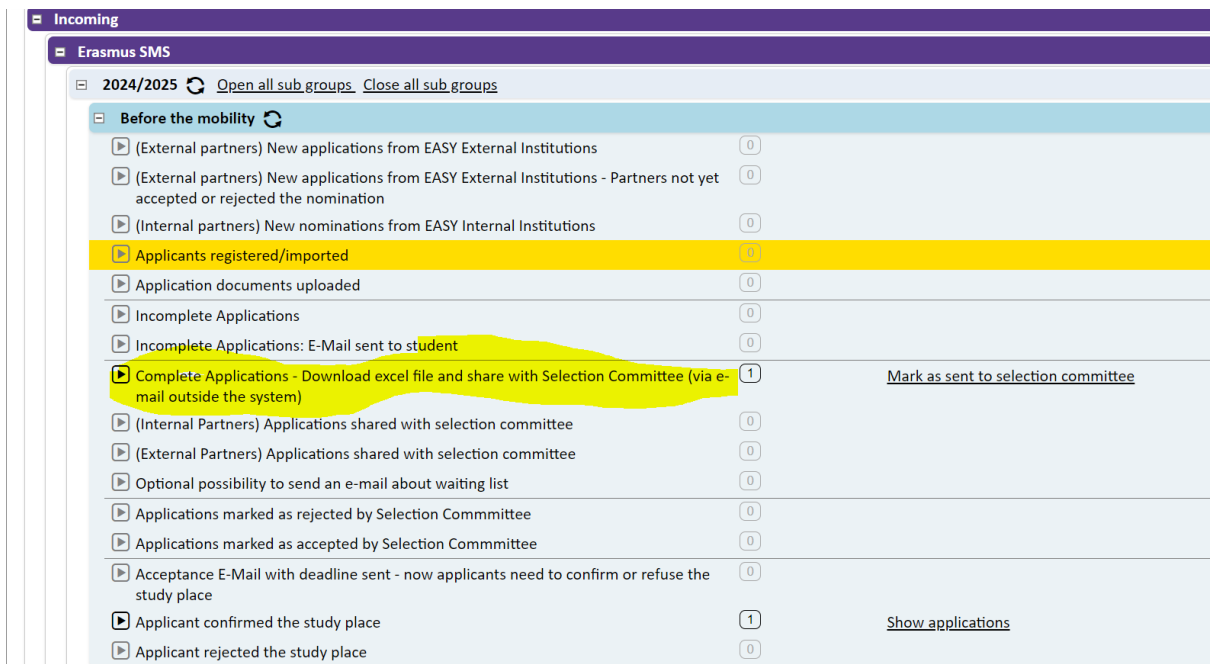 Incoming
Erasmus SMS
2024/2025 Open all sub groups Close all sub groups
Before the mobility
(External partners) New applications from EASY External Institutions 0
(External partners) New applications from EASY External Institutions - Partners not yet 0
accepted or rejected the nomination
(Internal partners) New nominations from EASY Internal Institutions 0
Applicants registered/imported 0
Application documents uploaded 0
Incomplete Applications 0
Incomplete Applications: E-Mail sent to student 0
Complete Applications - Download excel file and share with Selection Committee (via e- 1 Mark as sent to selection committee
mail outside the system)
(Internal Partners) Applications shared with selection committee 0
(External Partners) Applications shared with selection committee 0
Optional possibility to send an e-mail about waiting list 0
Applications marked as rejected by Selection Commmittee 0
Applications marked as accepted by Selection Commmittee 0
Acceptance E-Mail with deadline sent - now applicants need to confirm or refuse the 0
study place
Applicant confirmed the study place 1 Show applications
Applicant rejected the study place 0